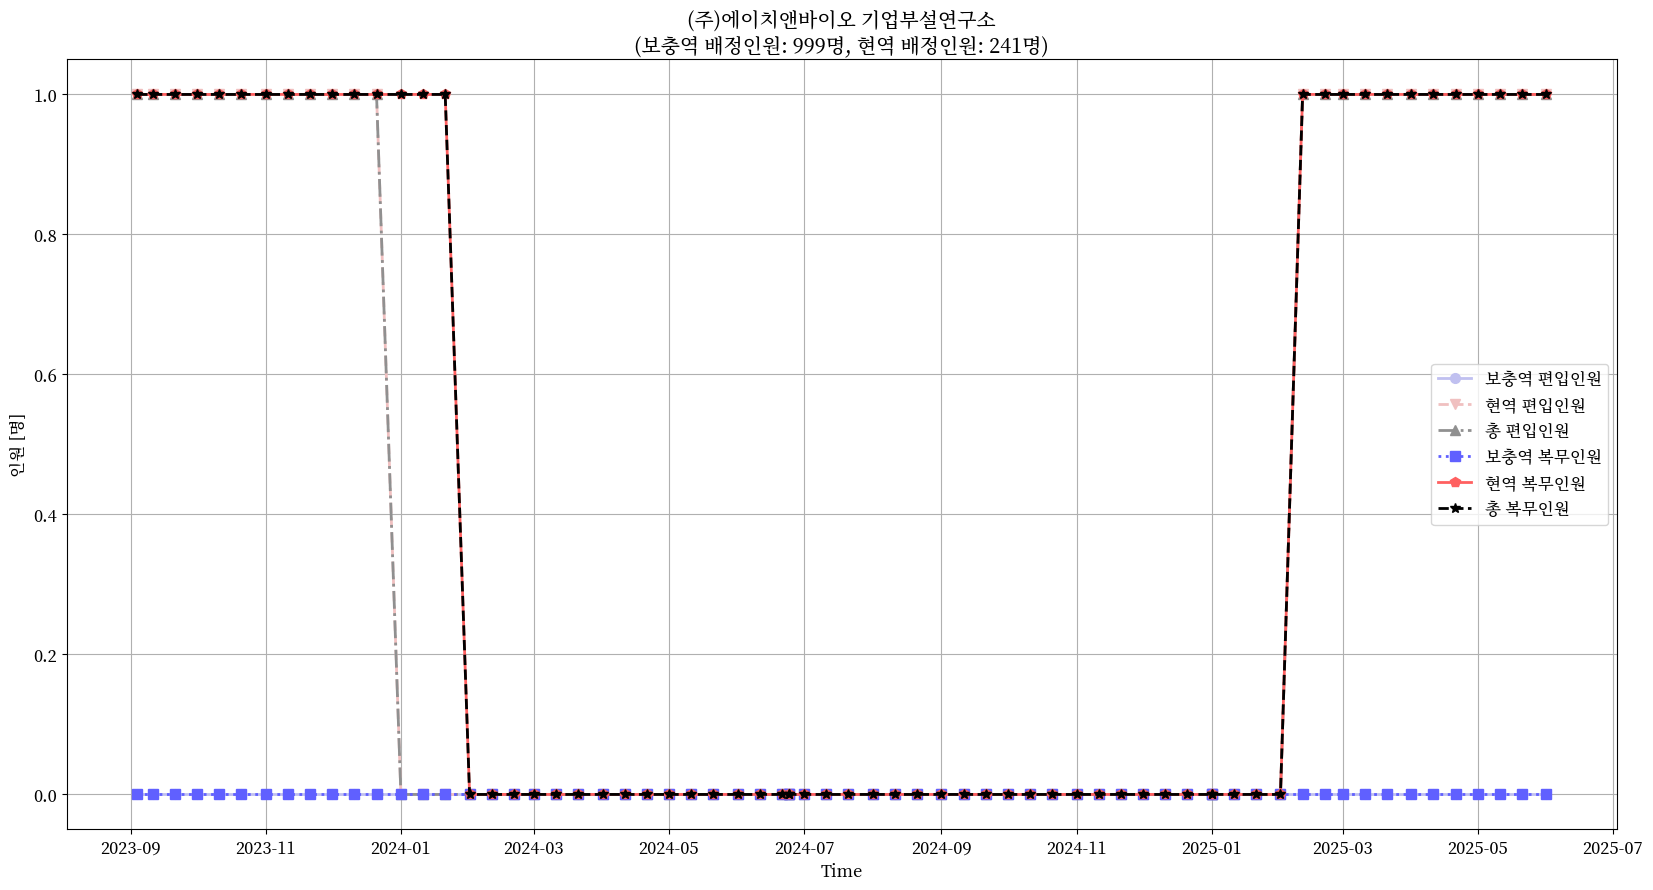 (주)에이치앤바이오 기업부설연구소
(보충역 배정인원: 999명, 현역 배정인원: 241명)
1.0
0.8
0.6
0.4
0.2
0.0
인원 [명]
보충역 편입인원
현역 편입인원
총 편입인원
보충역 복무인원
현역 복무인원
총 복무인원
2023-09 2023-11 2024-01 2024-03 2024-05 2024-07 2024-09 2024-11 2025-01 2025-03 2025-05 2025-07
Time